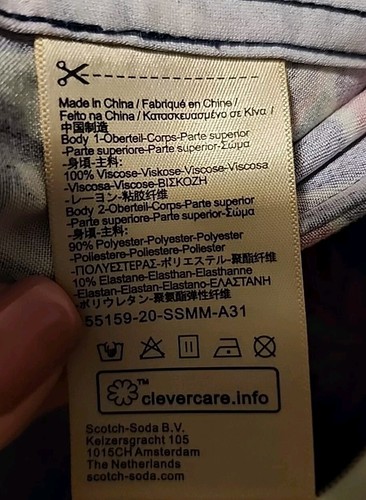 Made in China / Fabriqué en Chine /
Feito na China / Κατασκευασμένο σε Κίνα /
中国制造
Body 1-Oberteil-Corps-Parte superior
-Parte superiore-Parte superior-Σώμα
-身頃-主料:
100% Viscose-Viskose-Viscose-Viscosa
-Viscosa-Viscose-ΒΙΣΚΟΖΗ
-レーヨン-粘胶纤维
Body 2-Oberteil-Corps-Parte superior
-Parte superiore-Parte superior-Σώμα
-身頃-主料:
90% Polyester-Polyester-Polyester
-Poliestere-Poliestere-Poliester
-ΠΟΛΥΕΣΤΕΡΑΣ-ポリエステル-聚酯纤维
10% Elastane-Elasthan-Elasthanne
-Elastan-Elastan-Elastano-ΕΛΑΣΤΑΝΗ
-ポリウレタン-聚氨酯弹性纤维
55159-20-SSMM-A31
TM
clevercare.info
Scotch-Soda B.V.
Keizersgracht 105
1015CH Amsterdam
The Netherlands
scotch-soda.com